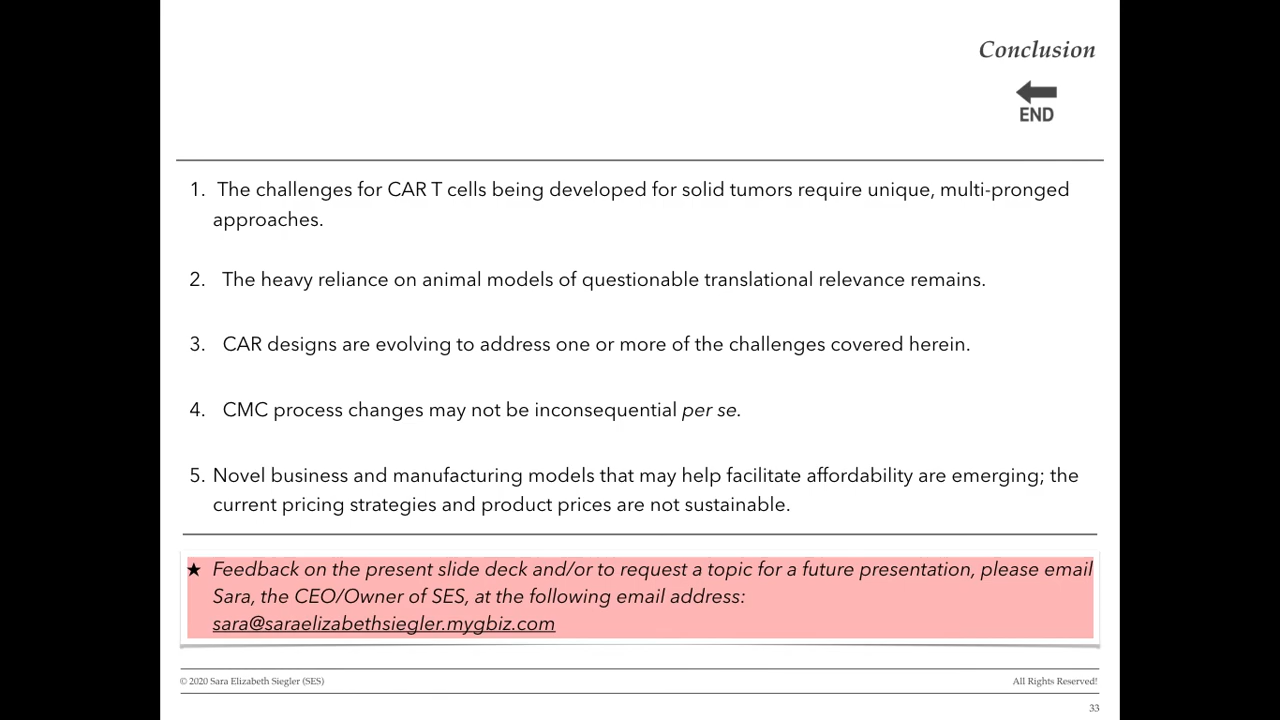 Conclusion
END
1. The challenges for CAR T cells being developed for solid tumors require unique, multi-pronged
approaches.
2. The heavy reliance on animal models of questionable translational relevance remains.
3. CAR designs are evolving to address one or more of the challenges covered herein.
4. CMC process changes may not be inconsequential per se.
5. Novel business and manufacturing models that may help facilitate affordability are emerging; the
current pricing strategies and product prices are not sustainable.
★ Feedback on the present slide deck and/or to request a topic for a future presentation, please email
Sara, the CEO/Owner of SES, at the following email address:
sara@saraelizabethsiegler.mygbiz.com
© 2020 Sara Elizabeth Siegler (SES) All Rights Reserved!
33